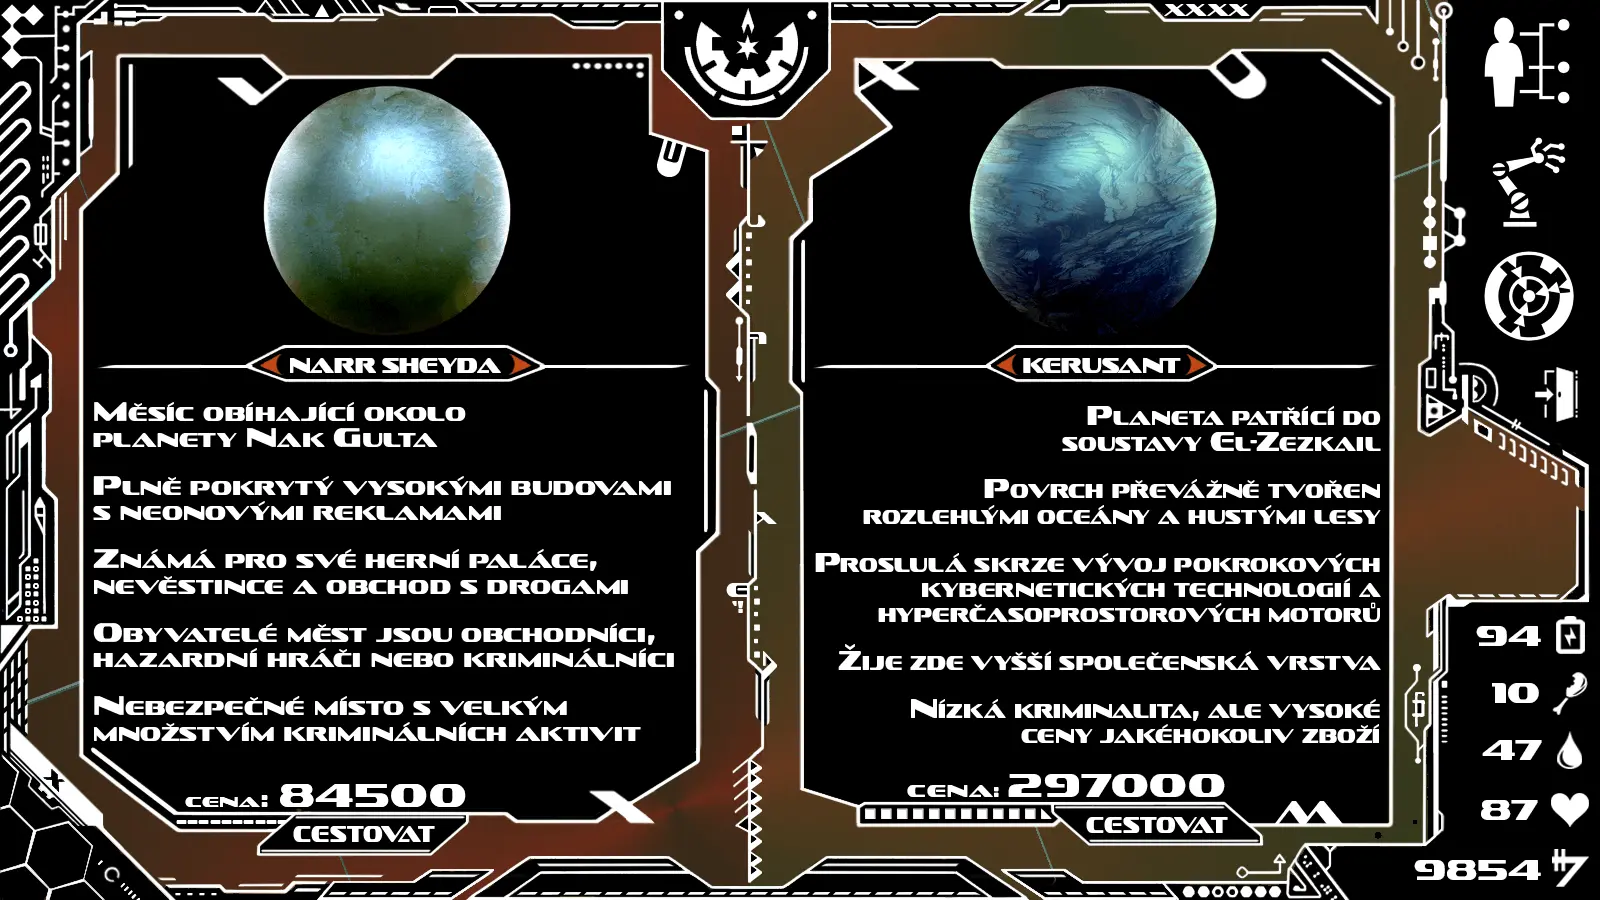 NARR SHEYDA
MĚSÍC OBÍHAJÍCÍ OKOLO
PLANETY NAK GULTA
PLNĚ POKRYTÝ VYSOKÝMI BUDOVAMI
S NEONOVÝMI REKLAMAMI
ZNÁMÁ PRO SVÉ HERNÍ PALÁCE,
NEVĚSTINCE A OBCHOD S DROGAMI
OBYVATELÉ MĚST JSOU OBCHODNÍCI,
HAZARDNÍ HRÁČI NEBO KRIMINÁLNÍCI
NEBEZPEČNÉ MÍSTO S VELKÝM
MNOŽSTVÍM KRIMINÁLNÍCH AKTIVIT
CENA: 84500
CESTOVAT
KERUSANT
PLANETA PATŘÍCÍ DO
SOUSTAVY EL-ZEZKAIL
POVRCH PŘEVÁŽNĚ TVOŘEN
ROZLEHLÝMI OCEÁNY A HUSTÝMI LESY
PROSLULÁ SKRZE VÝVOJ POKROKOVÝCH
KYBERNETICKÝCH TECHNOLOGIÍ A
HYPERČASOPROSTOROVÝCH MOTORŮ
ŽIJE ZDE VYŠŠÍ SPOLEČENSKÁ VRSTVA
NÍZKÁ KRIMINALITA, ALE VYSOKÉ
CENY JAKÉHOKOLIV ZBOŽÍ
CENA: 297000
CESTOVAT
94
10
47
87
9854